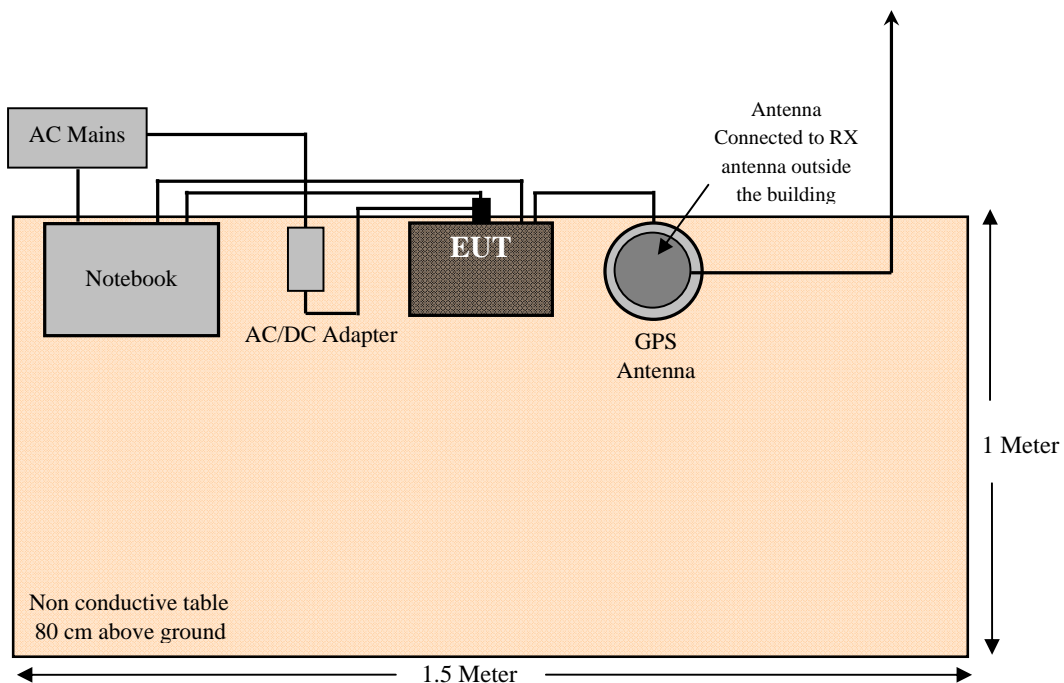 AC Mains
Antenna
Connected to RX
antenna outside
the building
EUT
Notebook
AC/DC Adapter
GPS
Antenna
1 Meter
Non conductive table
80 cm above ground
1.5 Meter